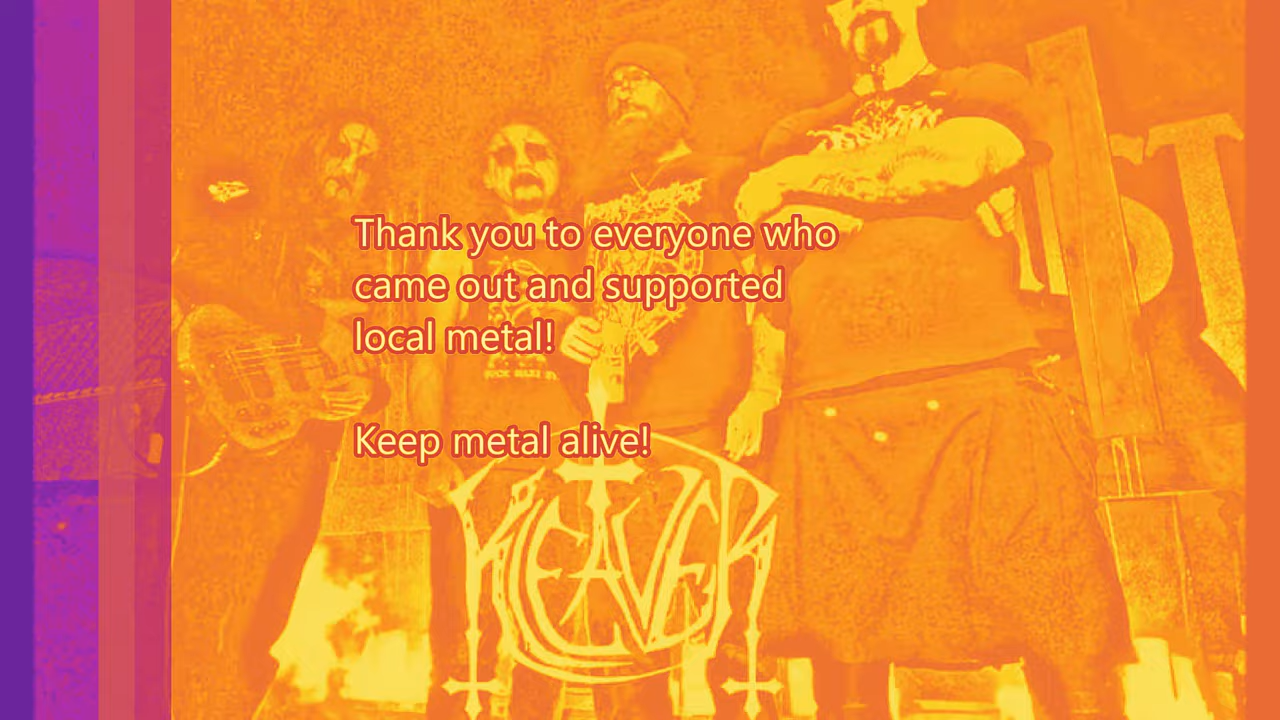 Thank you to everyone who
came out and supported
local metal!
Keep metal alive!
KLEAVER